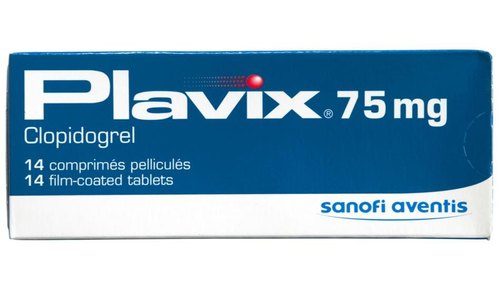 Plavix® 75 mg
Clopidogrel
14 comprimés pelliculés
14 film-coated tablets
sanofi aventis